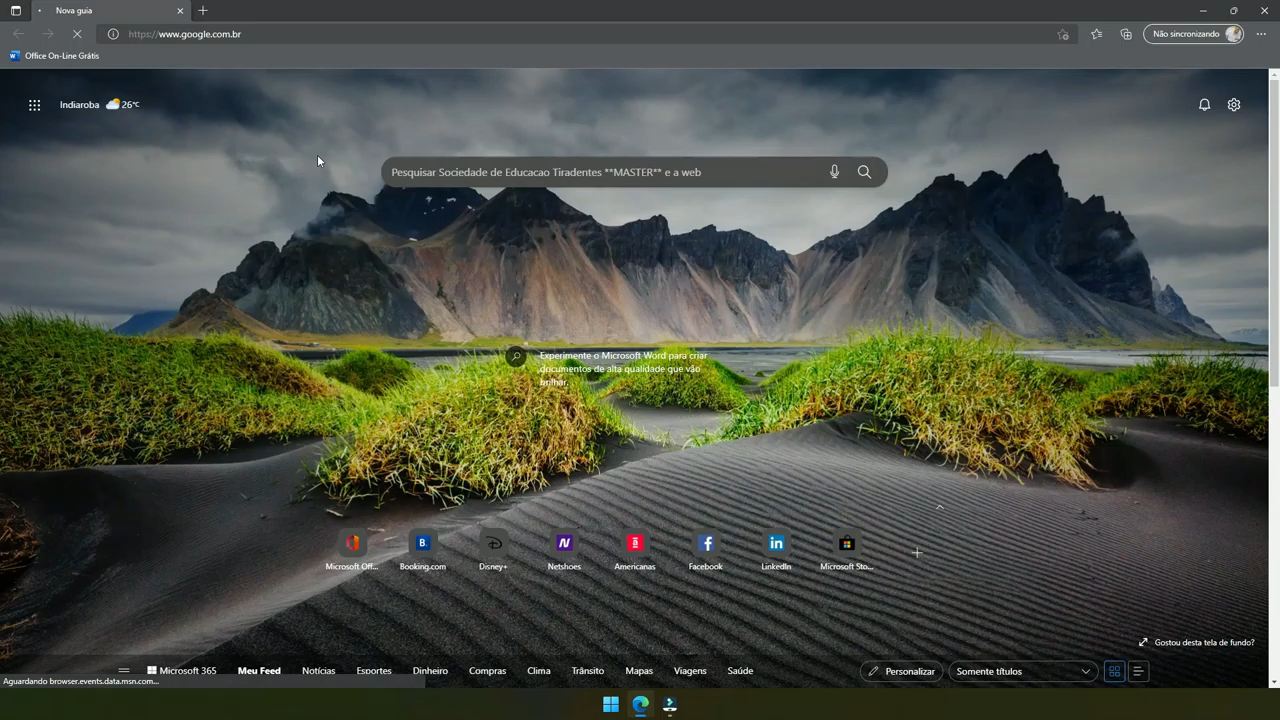 Nova guia
https://www.google.com.br
Não sincronizando
Office On-Line Grátis
Indiaroba 26°C
Pesquisar Sociedade de Educacao Tiradentes **MASTER** e a web
Experimente o Microsoft Word para criar
documentos de alta qualidade que vão
brilhar.
Microsoft Off...
Booking.com
Disney+
Netshoes
Americanas
Facebook
LinkedIn
Microsoft Sto...
Gostou desta tela de fundo?
Microsoft 365 Meu Feed Notícias Esportes Dinheiro Compras Clima Trânsito Mapas Viagens Saúde Personalizar Somente títulos
Aguardando browser.events.data.msn.com...